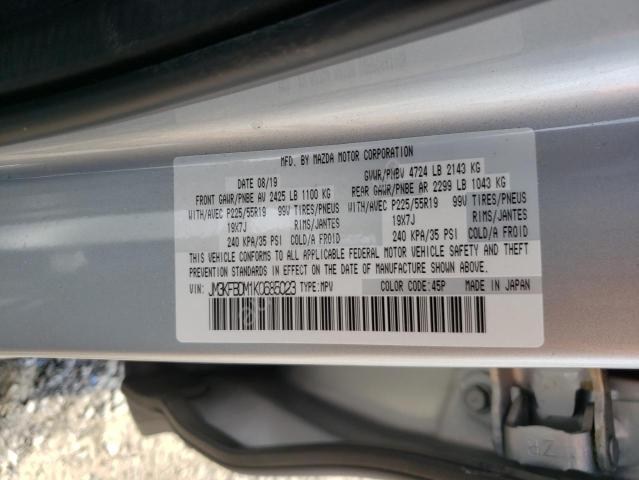 MFD. BY MAZDA MOTOR CORPORATION
DATE 08/19 GVWR/PMBV 4724 LB 2143 KG
FRONT GAWR/PNBE AV 2425 LB 1100 KG REAR GAWR/PNBE AR 2299 LB 1043 KG
WITH/AVEC P225/55R19 99V TIRES/PNEUS WITH/AVEC P225/55R19 99V TIRES/PNEUS
19X7J RIMS/JANTES 19X7J RIMS/JANTES
240 KPA/35 PSI COLD/A FROID 240 KPA/35 PSI COLD/A FROID
THIS VEHICLE CONFORMS TO ALL APPLICABLE FEDERAL MOTOR VEHICLE SAFETY AND THEFT
PREVENTION STANDARDS IN EFFECT ON THE DATE OF MANUFACTURE SHOWN ABOVE.
VIN: JM3KFBDM1K0685023 TYPE:MPV COLOR CODE:45P MADE IN JAPAN
ZR